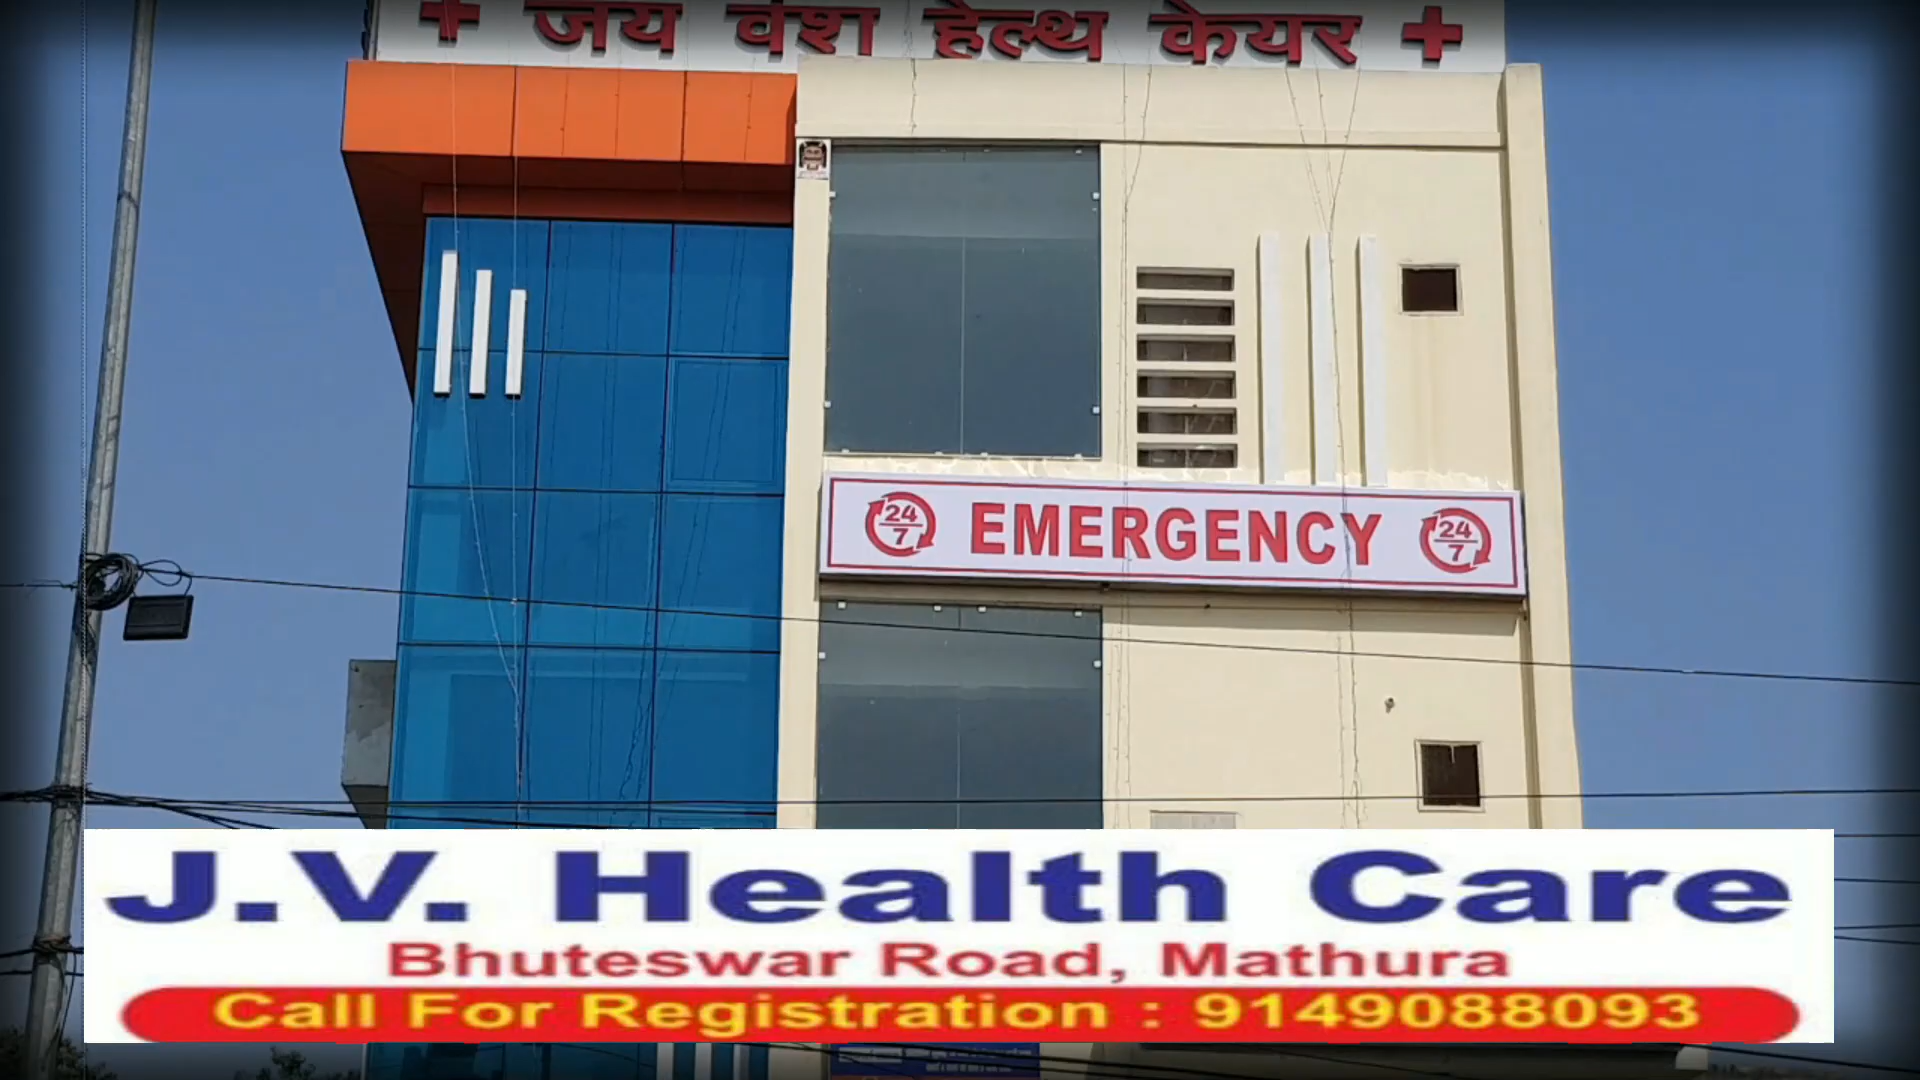 जय वंश हेल्थ केयर
24/7 EMERGENCY 24/7
J.V. Health Care
Bhuteswar Road, Mathura
Call For Registration : 9149088093